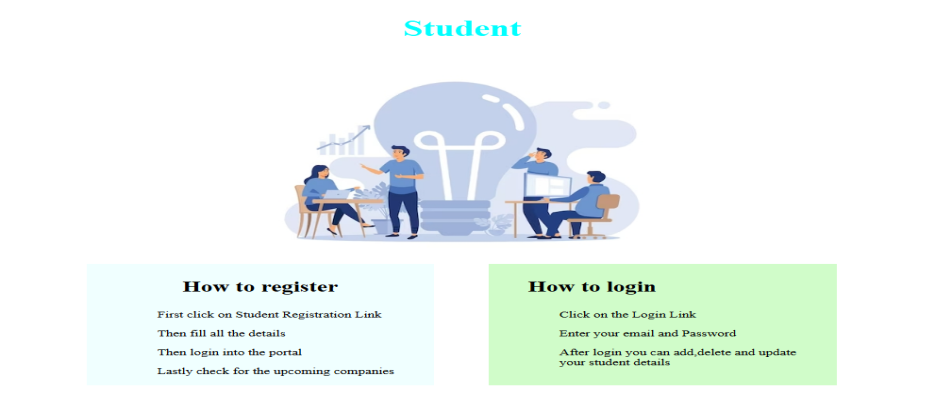 Student
How to register
First click on Student Registration Link
Then fill all the details
Then login into the portal
Lastly check for the upcoming companies
How to login
Click on the Login Link
Enter your email and Password
After login you can add,delete and update
your student details